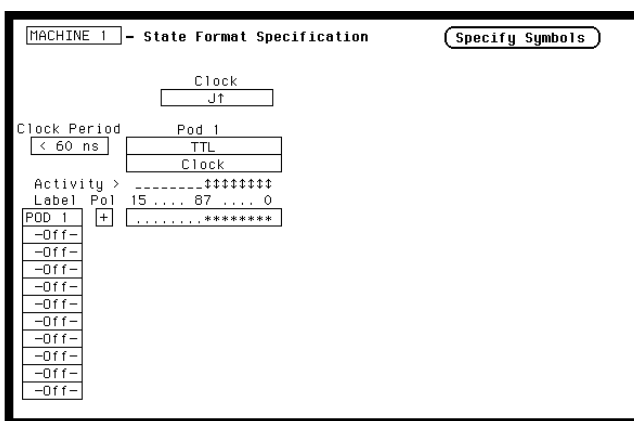 MACHINE 1 – State Format Specification Specify Symbols
Clock
J↑
Clock Period Pod 1
< 60 ns TTL
Clock
Activity > ________↕↕↕↕↕↕↕↕
Label Pol 15 .... 87 .... 0
POD 1 + ........********
-Off-
-Off-
-Off-
-Off-
-Off-
-Off-
-Off-
-Off-
-Off-
-Off-